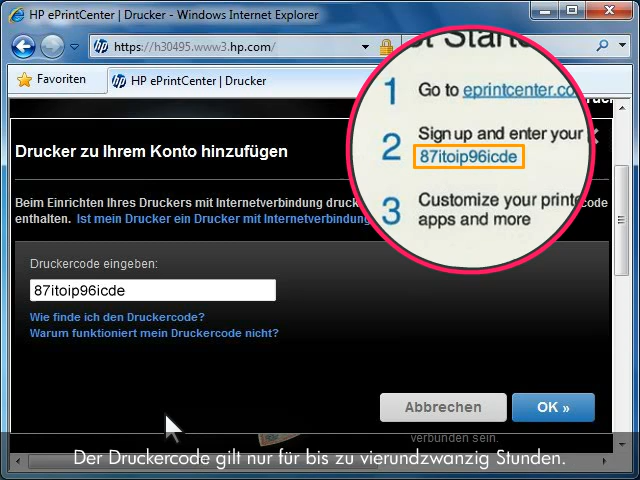 HP ePrintCenter | Drucker - Windows Internet Explorer
https://h30495.www3.hp.com/
Favoriten
HP ePrintCenter | Drucker
1 Go to eprintcenter.co
2 Sign up and enter your
87itoip96icde
3 Customize your printe
apps and more
Drucker zu Ihrem Konto hinzufügen
Beim Einrichten Ihres Druckers mit Internetverbindung druck
code
enthalten. Ist mein Drucker ein Drucker mit Internetverbindung
Druckercode eingeben:
87itoip96icde
Wie finde ich den Druckercode?
Warum funktioniert mein Druckercode nicht?
Abbrechen
OK »
verbunden sein.
Der Druckercode gilt nur für bis zu vierundzwanzig Stunden.